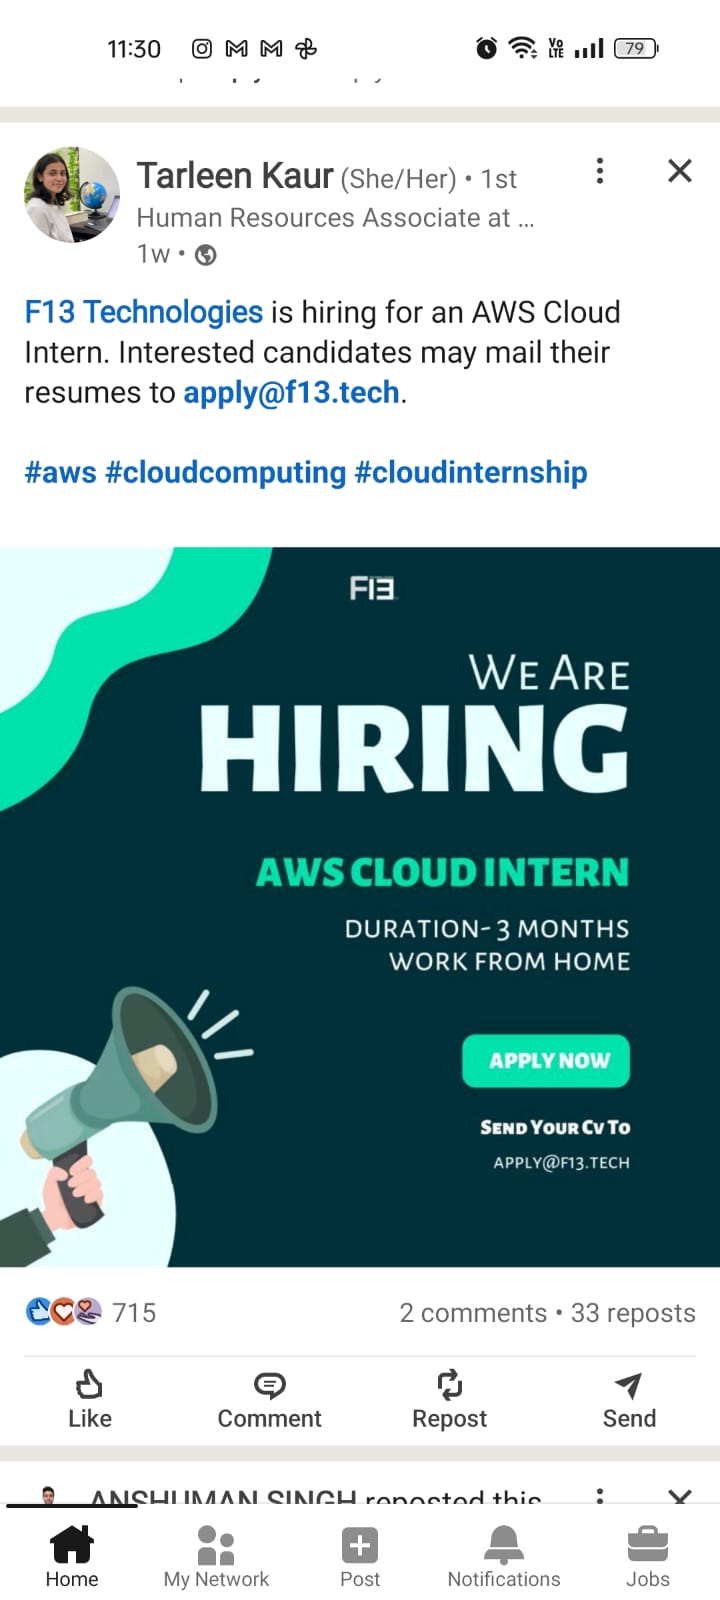 11:30
Vo
LTE
79
Tarleen Kaur (She/Her) • 1st
Human Resources Associate at ...
1w •
F13 Technologies is hiring for an AWS Cloud
Intern. Interested candidates may mail their
resumes to apply@f13.tech.
#aws #cloudcomputing #cloudinternship
F13
WE ARE
HIRING
AWS CLOUD INTERN
DURATION- 3 MONTHS
WORK FROM HOME
APPLY NOW
SEND YOUR CV TO
APPLY@F13.TECH
715
2 comments • 33 reposts
Like
Comment
Repost
Send
ANSHUMAN SINGH reposted this
Home
My Network
Post
Notifications
Jobs